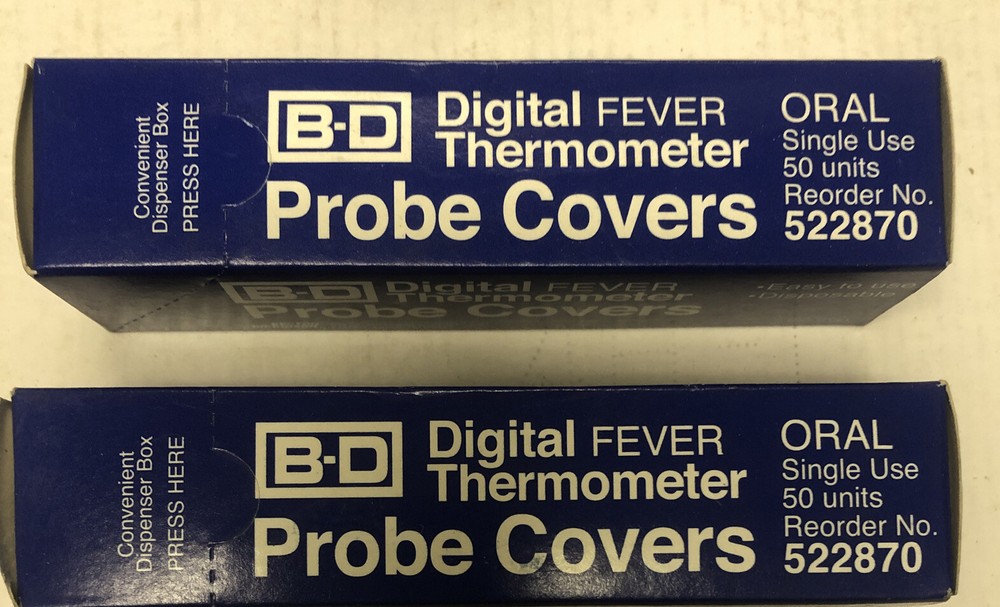 Convenient
Dispenser Box
PRESS HERE
B-D
Digital FEVER
Thermometer
Probe Covers
ORAL
Single Use
50 units
Reorder No.
522870
B-D
Digital FEVER
Thermometer
Probe Covers
•Easy to use
•Disposable
Convenient
Dispenser Box
PRESS HERE
B-D
Digital FEVER
Thermometer
Probe Covers
ORAL
Single Use
50 units
Reorder No.
522870